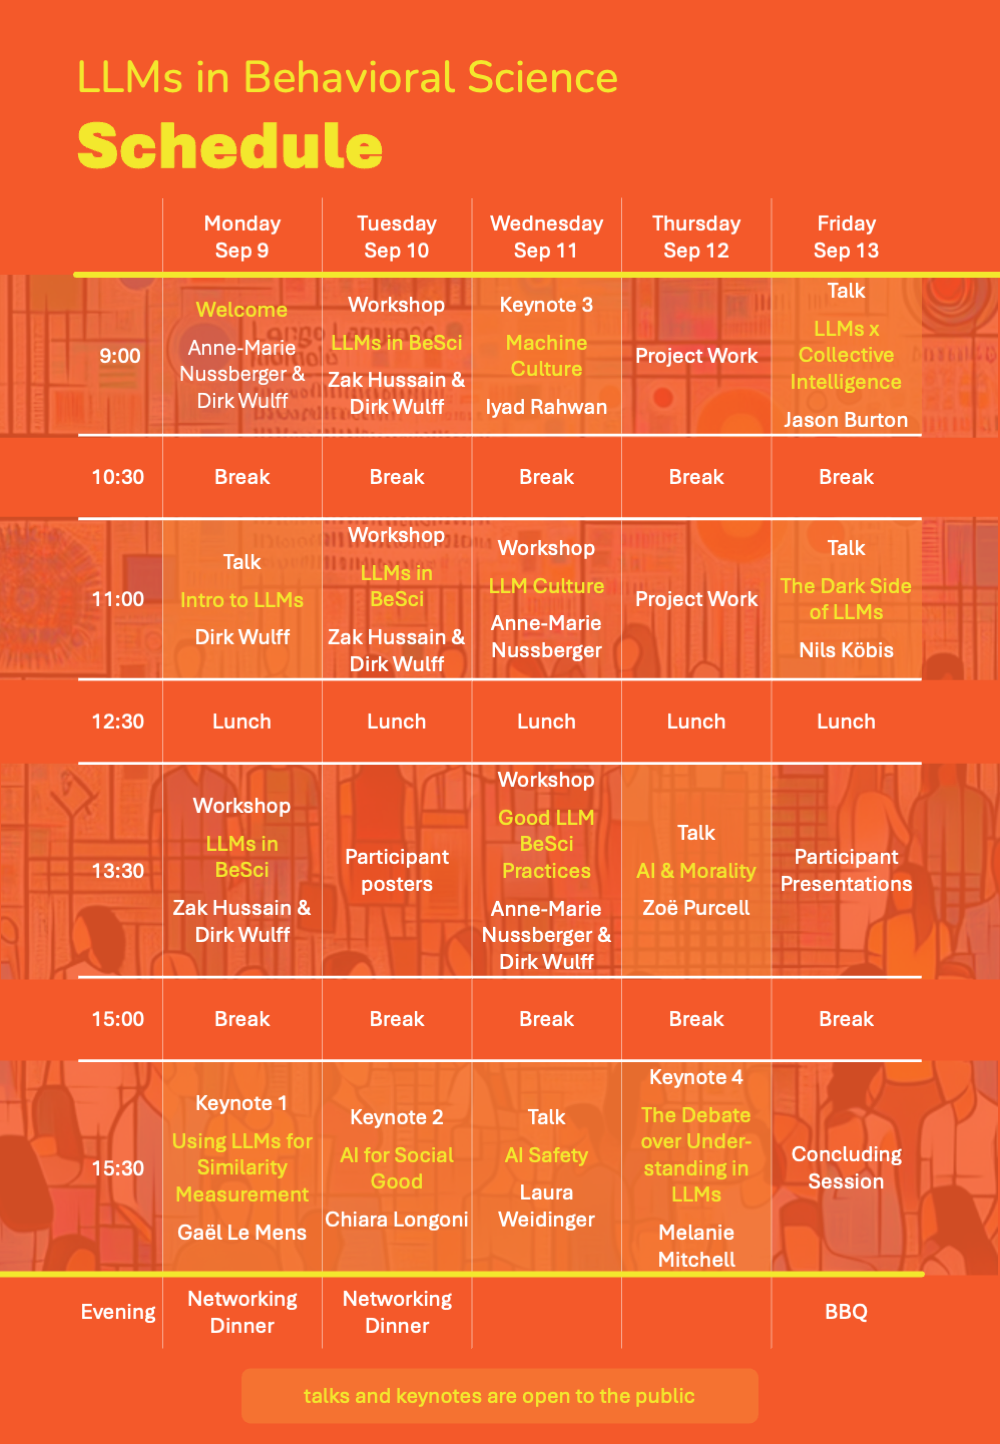 LLMs in Behavioral Science
Schedule
Monday
Sep 9
Tuesday
Sep 10
Wednesday
Sep 11
Thursday
Sep 12
Friday
Sep 13
9:00
Welcome
Anne-Marie
Nussberger &
Dirk Wulff
Workshop
LLMs in BeSci
Zak Hussain &
Dirk Wulff
Keynote 3
Machine
Culture
Iyad Rahwan
Project Work
Talk
LLMs x
Collective
Intelligence
Jason Burton
10:30
Break
Break
Break
Break
Break
11:00
Talk
Intro to LLMs
Dirk Wulff
Workshop
LLMs in
BeSci
Zak Hussain &
Dirk Wulff
Workshop
LLM Culture
Anne-Marie
Nussberger
Project Work
Talk
The Dark Side
of LLMs
Nils Köbis
12:30
Lunch
Lunch
Lunch
Lunch
Lunch
13:30
Workshop
LLMs in
BeSci
Zak Hussain &
Dirk Wulff
Participant
posters
Workshop
Good LLM
BeSci
Practices
Anne-Marie
Nussberger &
Dirk Wulff
Talk
AI & Morality
Zoë Purcell
Participant
Presentations
15:00
Break
Break
Break
Break
Break
15:30
Keynote 1
Using LLMs for
Similarity
Measurement
Gaël Le Mens
Keynote 2
AI for Social
Good
Chiara Longoni
Talk
AI Safety
Laura
Weidinger
Keynote 4
The Debate
over Under-
standing in
LLMs
Melanie
Mitchell
Concluding
Session
Evening
Networking
Dinner
Networking
Dinner
BBQ
talks and keynotes are open to the public